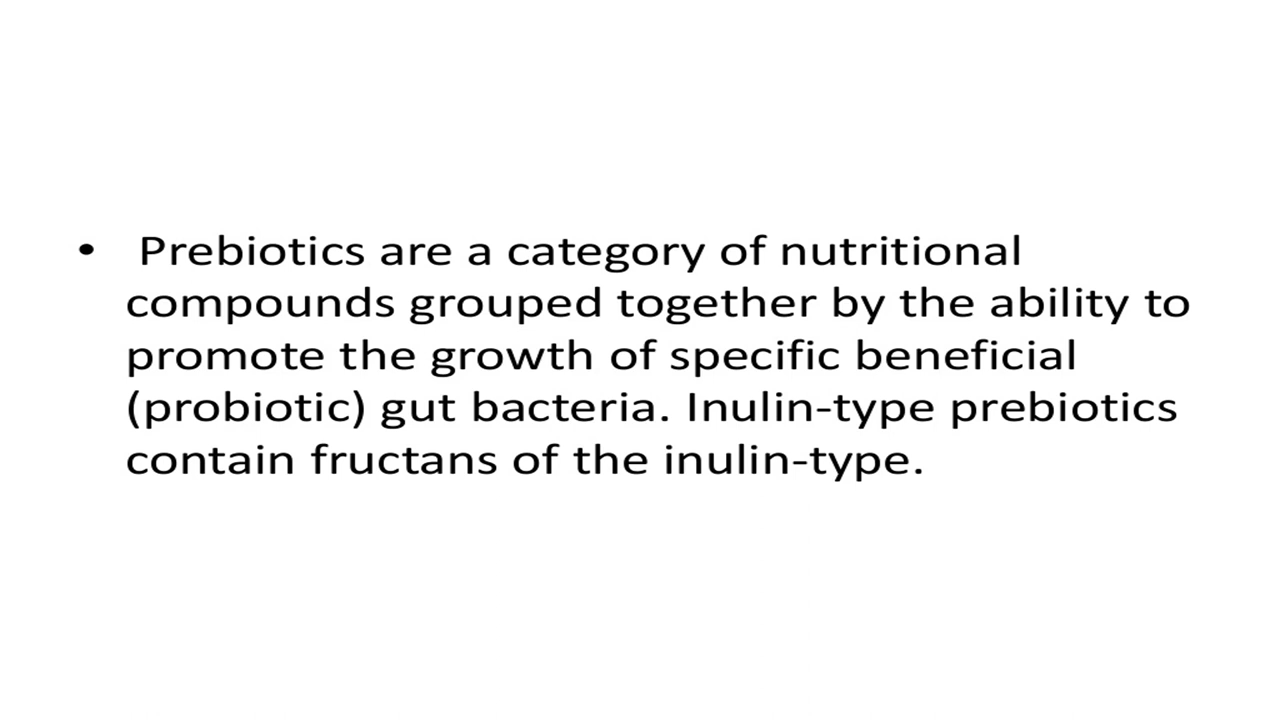 • Prebiotics are a category of nutritional
compounds grouped together by the ability to
promote the growth of specific beneficial
(probiotic) gut bacteria. Inulin-type prebiotics
contain fructans of the inulin-type.